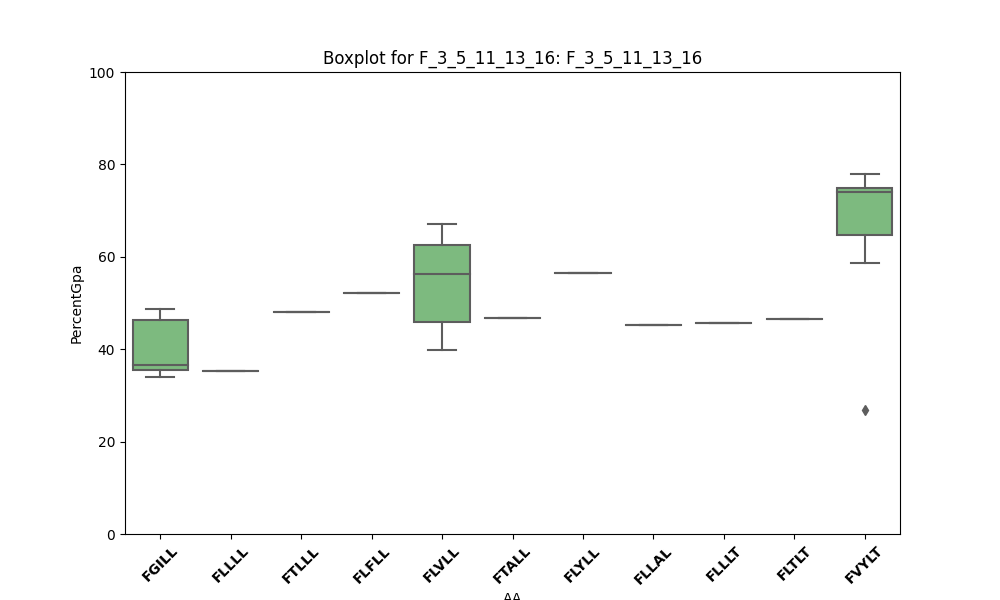 Boxplot for F_3_5_11_13_16: F_3_5_11_13_16
100
80
60
40
20
0
PercentGpa
FGILL
FLLLL
FTLLL
FLFLL
FLVLL
FTALL
FLYLL
FLLAL
FLLLT
FLTLT
FVYLT
AA